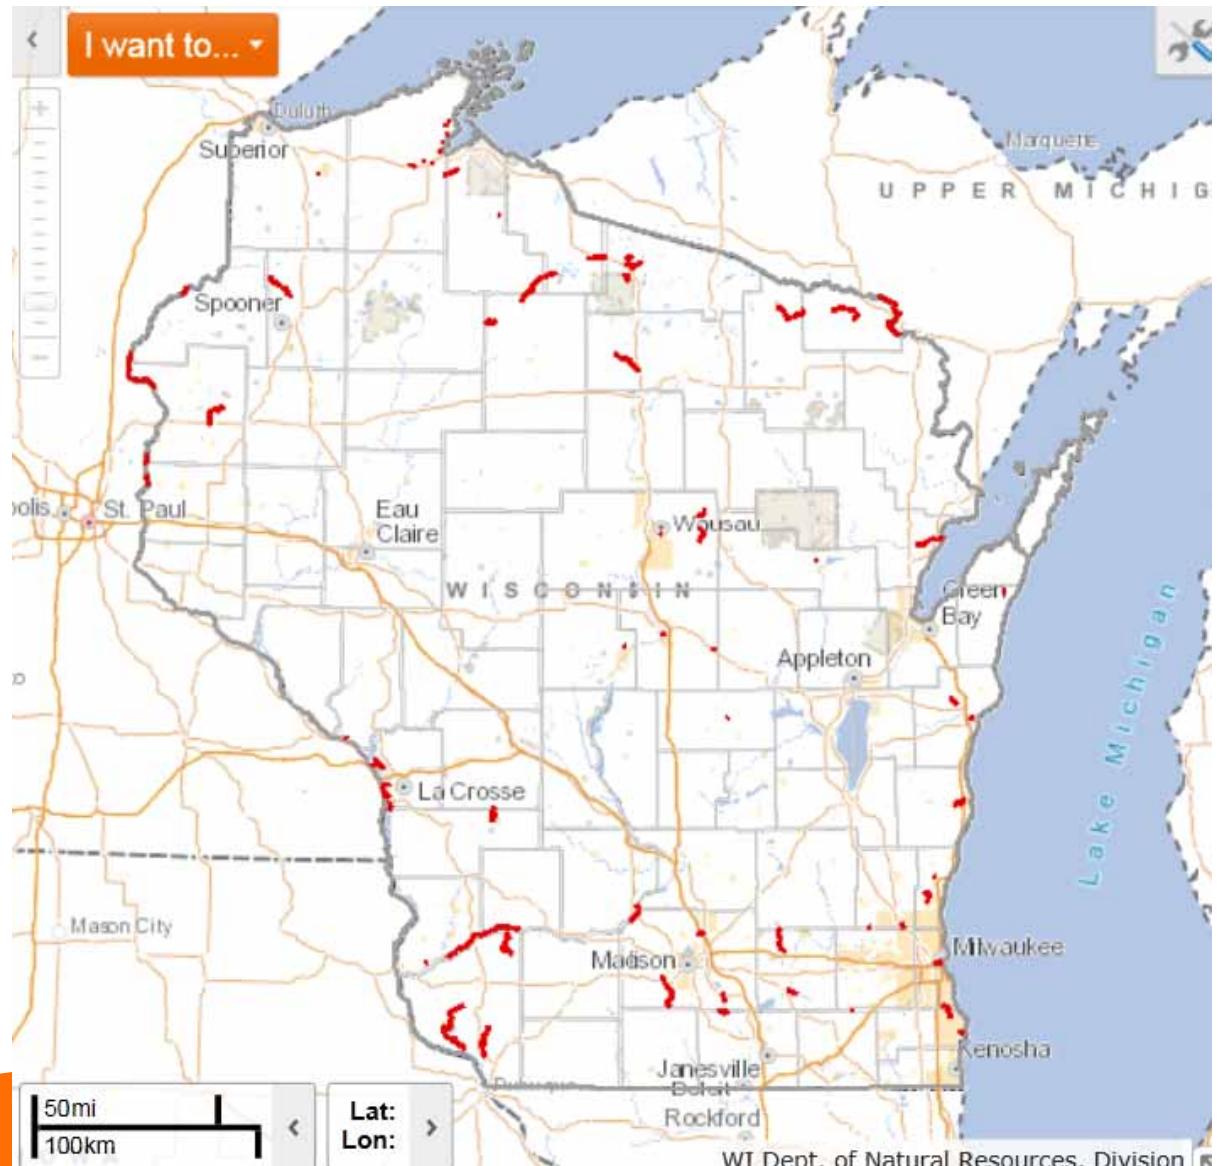 I want to...
Duluth
Superior
Marquette
UPPER MICHIG
Spooner
polis
St. Paul
Eau
Claire
Wausau
WISCONSIN
Green
Bay
Appleton
Lake Michigan
La Crosse
Mason City
Madison
Milwaukee
Kenosha
Janesville
Beloit
Dubuque
Rockford
50mi
100km
Lat:
Lon:
WI Dept. of Natural Resources, Division